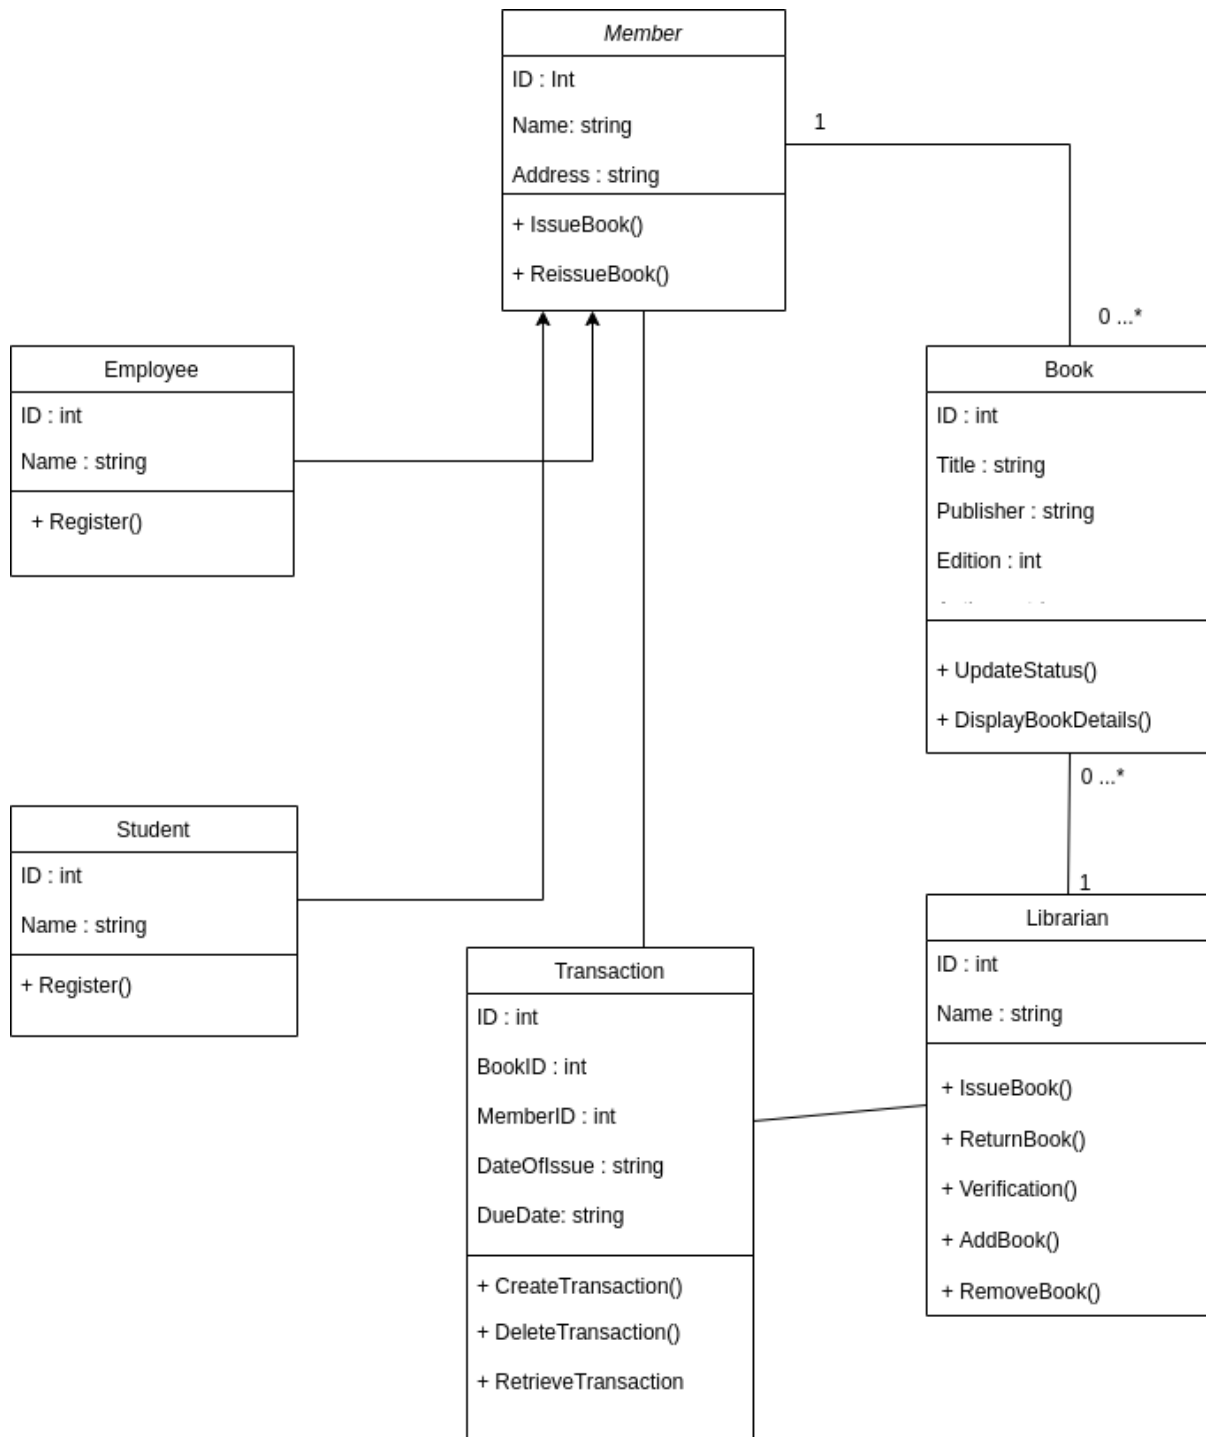 Member
ID : Int
Name: string
Address : string
+ IssueBook()
+ ReissueBook()
1
0 ...*
Employee
ID : int
Name : string
+ Register()
Book
ID : int
Title : string
Publisher : string
Edition : int
+ UpdateStatus()
+ DisplayBookDetails()
0 ...*
1
Student
ID : int
Name : string
+ Register()
Librarian
ID : int
Name : string
+ IssueBook()
+ ReturnBook()
+ Verification()
+ AddBook()
+ RemoveBook()
Transaction
ID : int
BookID : int
MemberID : int
DateOfIssue : string
DueDate: string
+ CreateTransaction()
+ DeleteTransaction()
+ RetrieveTransaction